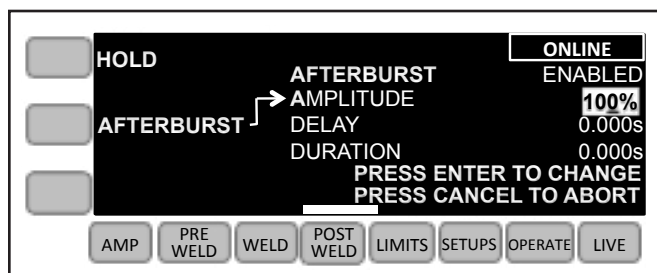 ONLINE
HOLD
AFTERBURST ENABLED
AMPLITUDE 100%
AFTERBURST DELAY 0.000s
DURATION 0.000s
PRESS ENTER TO CHANGE
PRESS CANCEL TO ABORT
AMP PRE WELD WELD POST WELD LIMITS SETUPS OPERATE LIVE